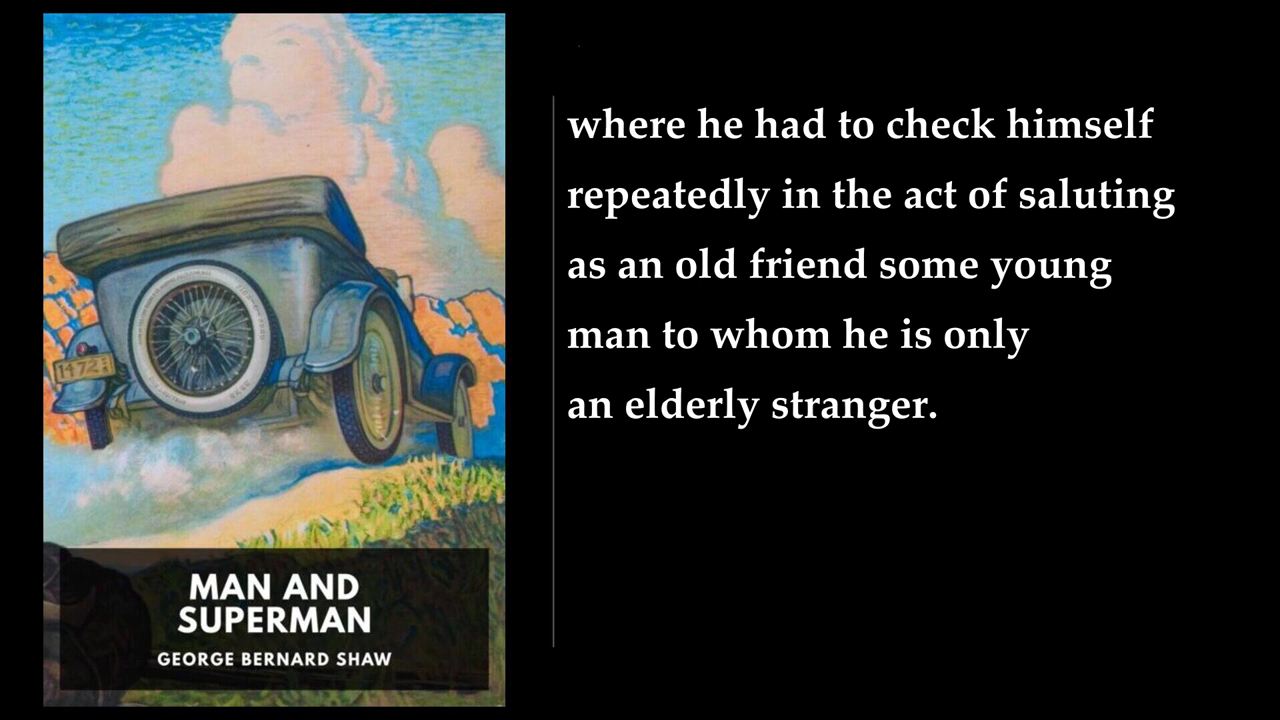 where he had to check himself
repeatedly in the act of saluting
as an old friend some young
man to whom he is only
an elderly stranger.
1472
MAN AND
SUPERMAN
GEORGE BERNARD SHAW